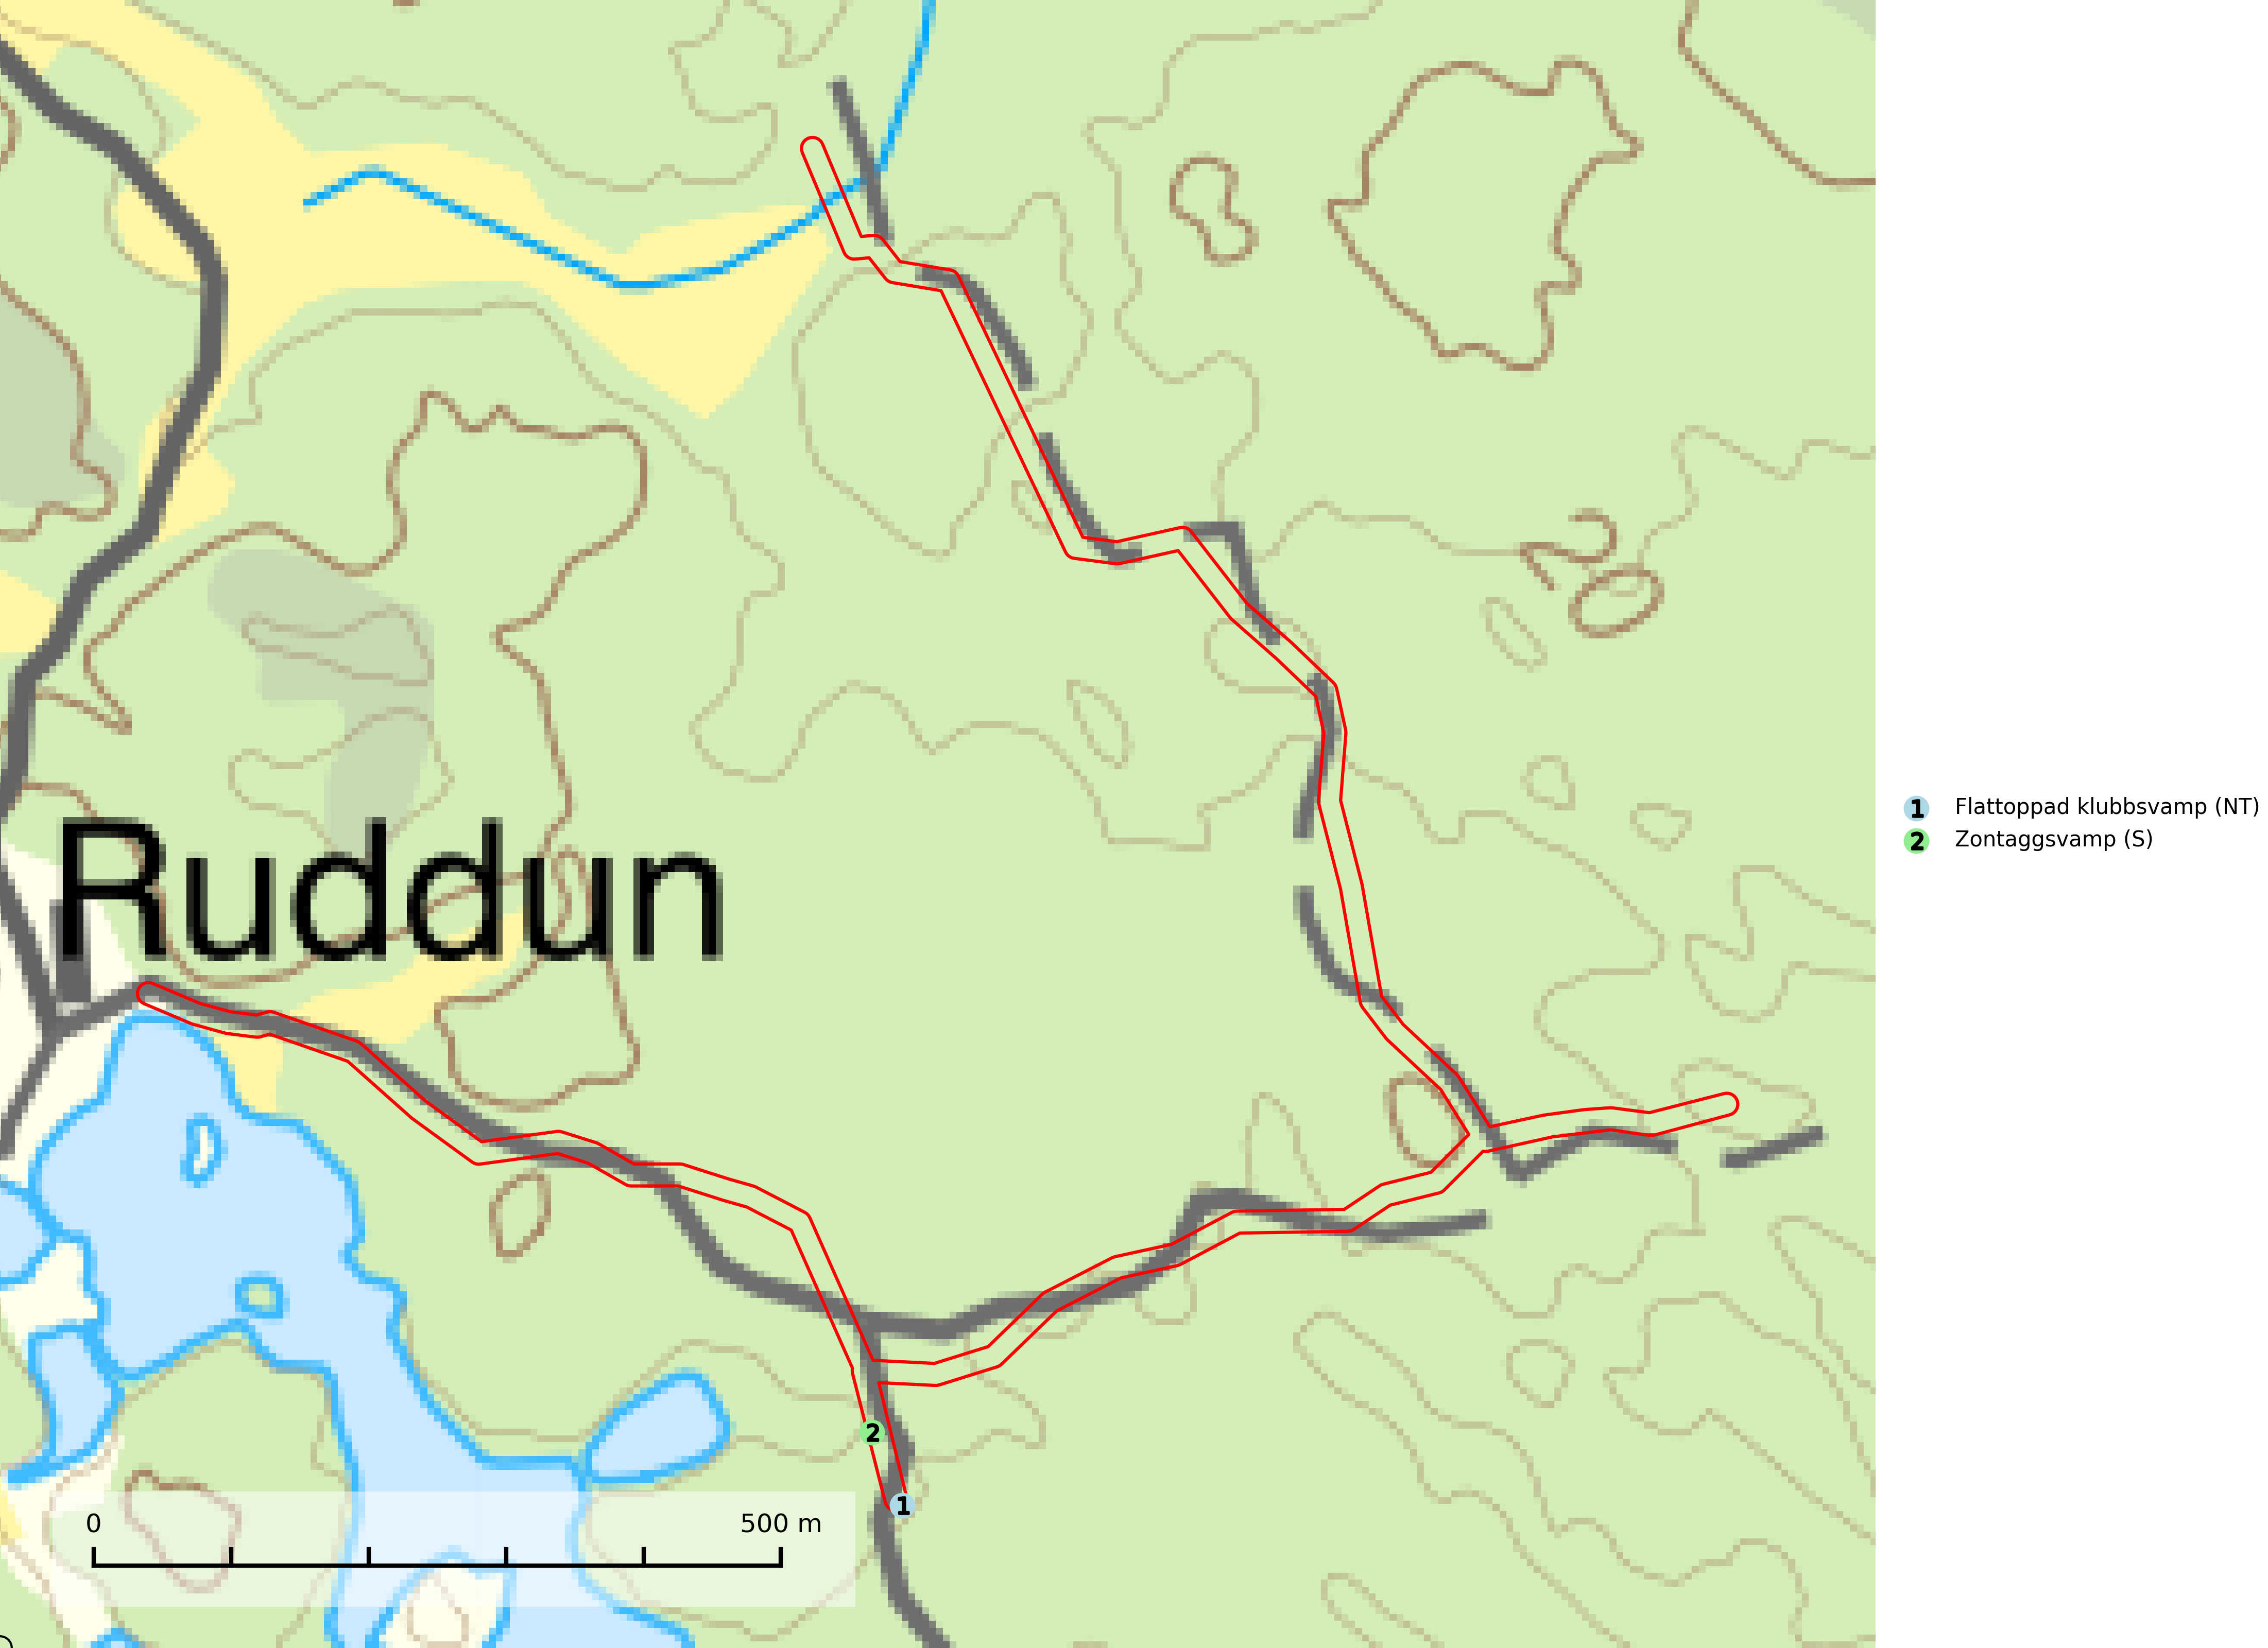 Ruddun
1 Flattoppad klubbsvamp (NT)
2 Zontaggsvamp (S)
2
1
0 500 m